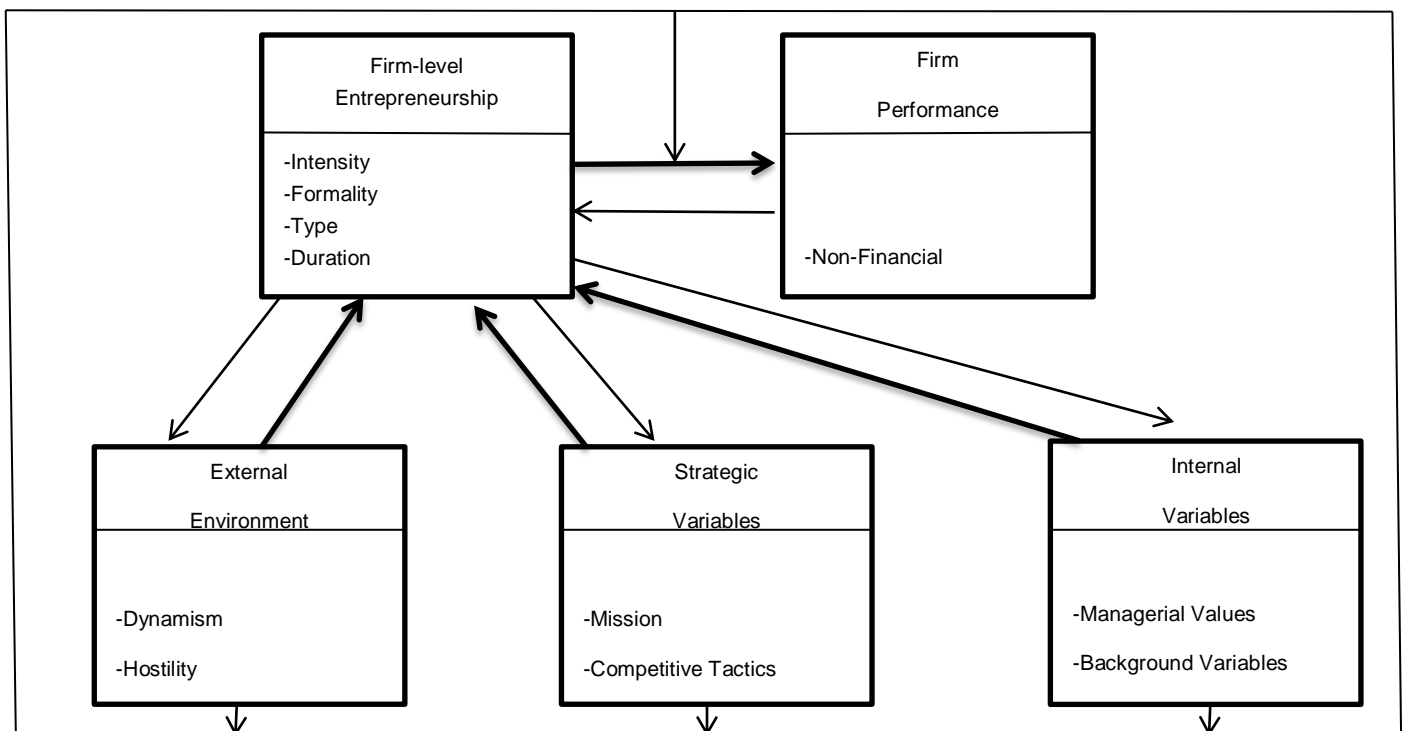 Firm-level
Entrepreneurship
-Intensity
-Formality
-Type
-Duration
Firm
Performance
-Non-Financial
External
Environment
-Dynamism
-Hostility
Strategic
Variables
-Mission
-Competitive Tactics
Internal
Variables
-Managerial Values
-Background Variables